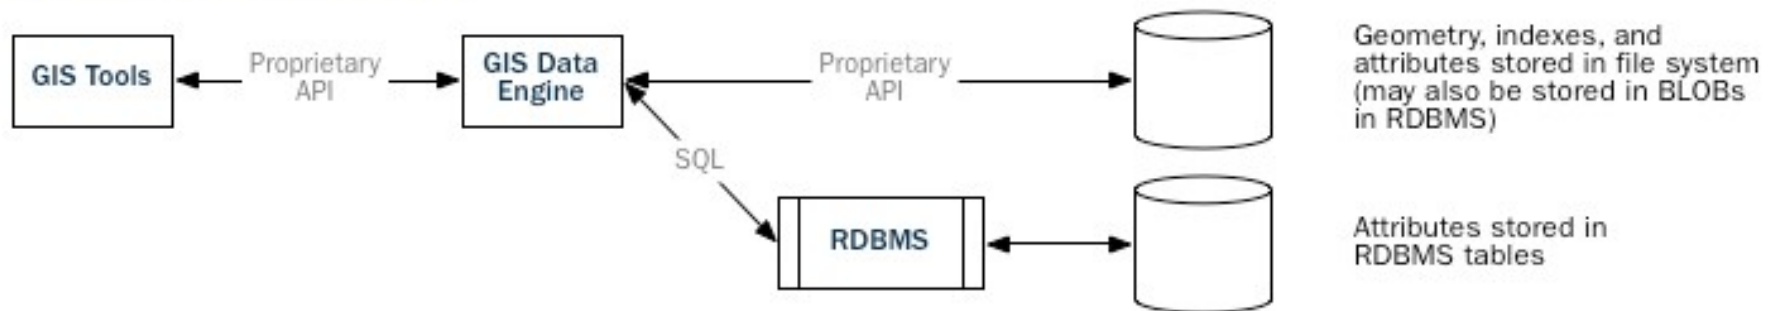 GIS Tools
Proprietary
API
GIS Data
Engine
Proprietary
API
Geometry, indexes, and
attributes stored in file system
(may also be stored in BLOBs
in RDBMS)
SQL
RDBMS
Attributes stored in
RDBMS tables